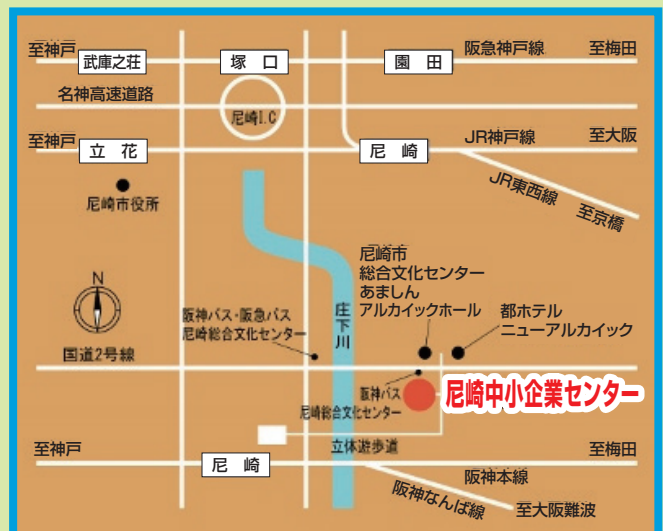 至神戸
武庫之荘
塚口
園田
阪急神戸線
至梅田
名神高速道路
尼崎I.C
至神戸
立花
尼崎
JR神戸線
至大阪
JR東西線
至京橋
尼崎市役所
尼崎市
総合文化センター
あましん
アルカイックホール
都ホテル
ニューアルカイック
N
阪神バス・阪急バス
尼崎総合文化センター
庄下川
国道2号線
阪神バス
尼崎総合文化センター
尼崎中小企業センター
立体遊歩道
至神戸
尼崎
至梅田
阪神本線
阪神なんば線
至大阪難波